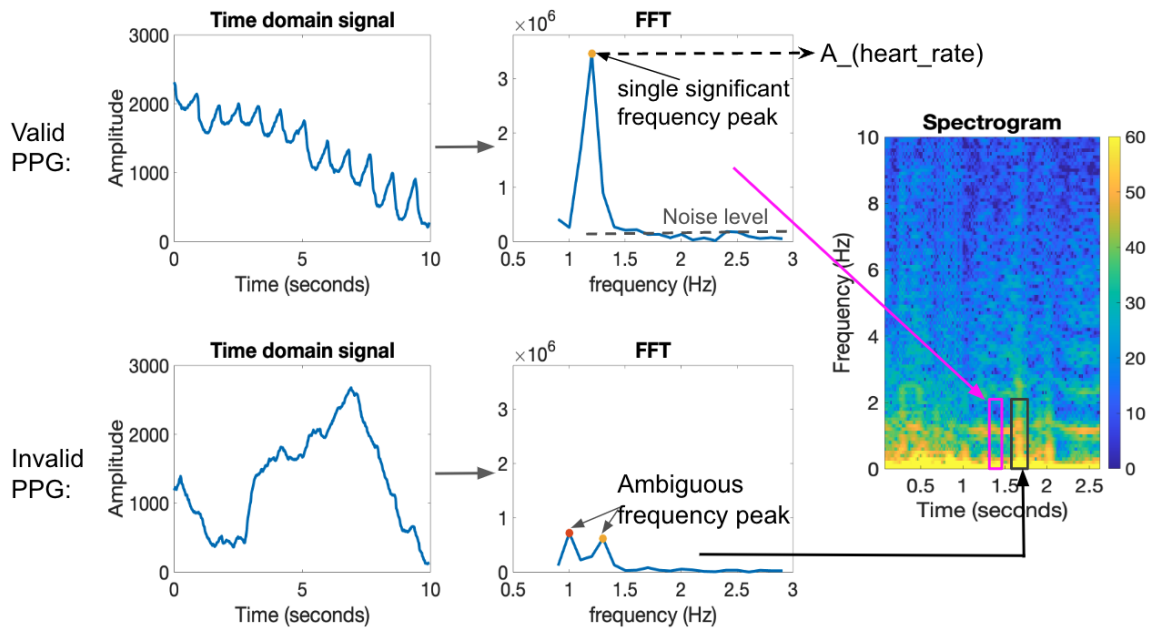 Time domain signal
3000
2000
1000
0
Amplitude
0
5
10
Time (seconds)
Valid
PPG:
FFT
×10^6
3
2
1
0
0.5
1
1.5
2
2.5
3
frequency (Hz)
A_(heart_rate)
single significant
frequency peak
Noise level
Spectrogram
10
8
6
4
2
0
Frequency (Hz)
0.5
1
1.5
2
2.5
Time (seconds)
60
50
40
30
20
10
0
Time domain signal
3000
2000
1000
0
Amplitude
0
5
10
Time (seconds)
Invalid
PPG:
FFT
×10^6
3
2
1
0
0.5
1
1.5
2
2.5
3
frequency (Hz)
Ambiguous
frequency peak